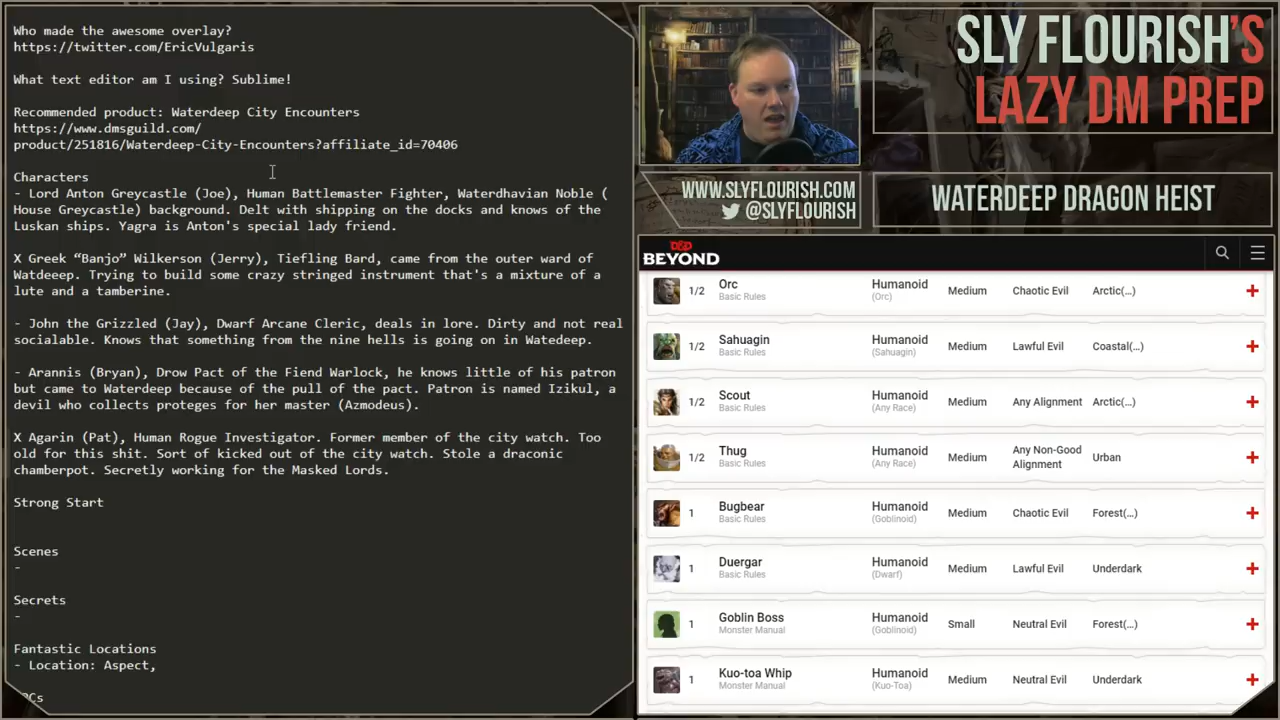 Who made the awesome overlay?
https://twitter.com/EricVulgaris
What text editor am I using? Sublime!
Recommended product: Waterdeep City Encounters
https://www.dmsguild.com/
product/251816/Waterdeep-City-Encounters?affiliate_id=70406
Characters
- Lord Anton Greycastle (Joe), Human Battlemaster Fighter, Waterdhavian Noble (
House Greycastle) background. Delt with shipping on the docks and knows of the
Luskan ships. Yagra is Anton's special lady friend.
X Greek “Banjo” Wilkerson (Jerry), Tiefling Bard, came from the outer ward of
Watdeeep. Trying to build some crazy stringed instrument that's a mixture of a
lute and a tamberine.
- John the Grizzled (Jay), Dwarf Arcane Cleric, deals in lore. Dirty and not real
socialable. Knows that something from the nine hells is going on in Watedeep.
- Arannis (Bryan), Drow Pact of the Fiend Warlock, he knows little of his patron
but came to Waterdeep because of the pull of the pact. Patron is named Izikul, a
devil who collects proteges for her master (Azmodeus).
X Agarin (Pat), Human Rogue Investigator. Former member of the city watch. Too
old for this shit. Sort of kicked out of the city watch. Stole a draconic
chamberpot. Secretly working for the Masked Lords.
Strong Start
Scenes
-
Secrets
-
Fantastic Locations
- Location: Aspect,
SLY FLOURISH'S
LAZY DM PREP
WWW.SLYFLOURISH.COM
@SLYFLOURISH
WATERDEEP DRAGON HEIST
D&D
BEYOND
1/2 Orc Humanoid Medium Chaotic Evil Arctic(...)
Basic Rules (Orc)
1/2 Sahuagin Humanoid Medium Lawful Evil Coastal(...)
Basic Rules (Sahuagin)
1/2 Scout Humanoid Medium Any Alignment Arctic(...)
Basic Rules (Any Race)
1/2 Thug Humanoid Medium Any Non-Good Alignment Urban
Basic Rules (Any Race)
1 Bugbear Humanoid Medium Chaotic Evil Forest(...)
Basic Rules (Goblinoid)
1 Duergar Humanoid Medium Lawful Evil Underdark
Basic Rules (Dwarf)
1 Goblin Boss Humanoid Small Neutral Evil Forest(...)
Monster Manual (Goblinoid)
1 Kuo-toa Whip Humanoid Medium Neutral Evil Underdark
Monster Manual (Kuo-Toa)